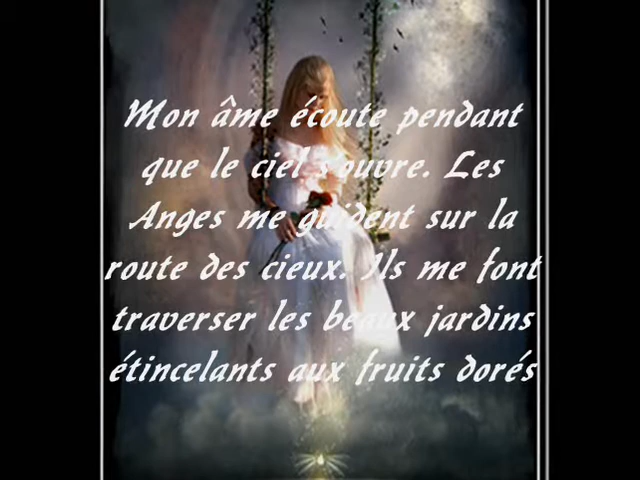 Mon âme écoute pendant
que le ciel s'ouvre. Les
Anges me guident sur la
route des cieux. Ils me font
traverser les beaux jardins
étincelants aux fruits dorés